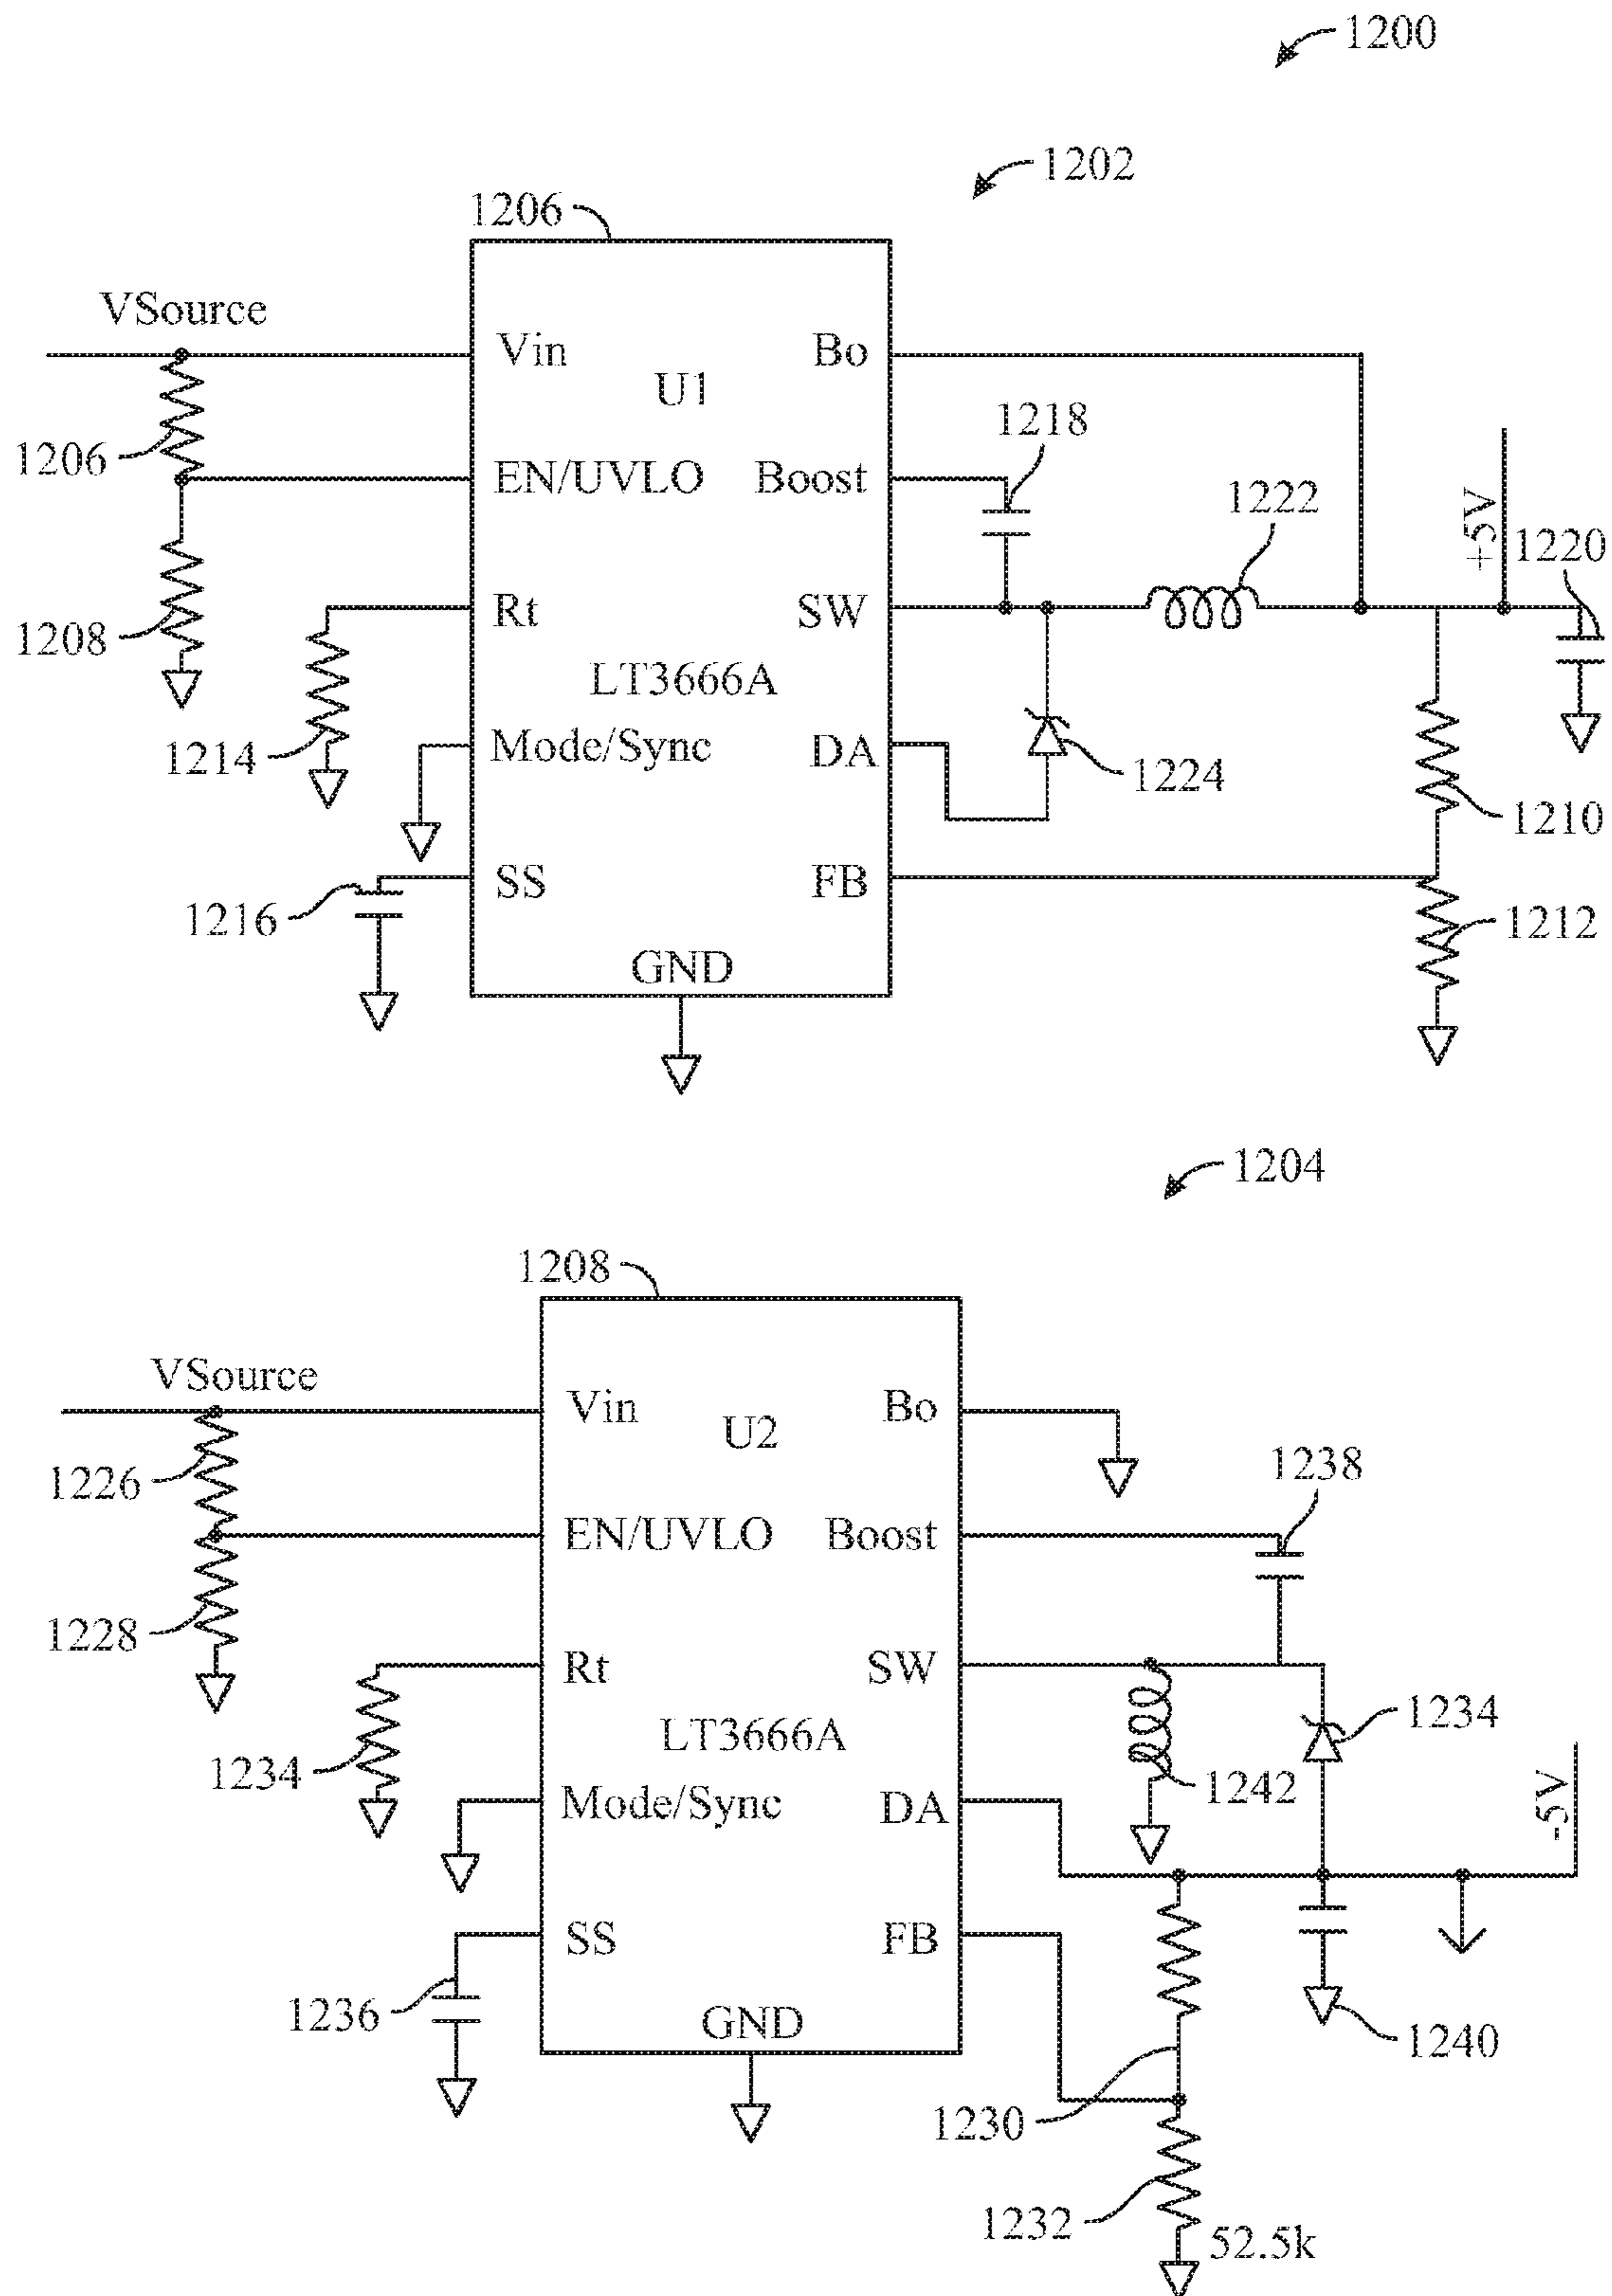 1200
1202
1206
VSource
Vin
Bo
U1
1218
1206
EN/UVLO
Boost
1222
+5V
1220
Rt
SW
1208
LT3666A
1214
Mode/Sync
DA
1224
1210
SS
FB
1216
1212
GND
1204
1208
VSource
Vin
Bo
U2
1226
1238
EN/UVLO
Boost
1228
Rt
SW
1234
LT3666A
1234
1242
Mode/Sync
DA
-5V
SS
FB
1236
GND
1240
1230
1232
52.5k